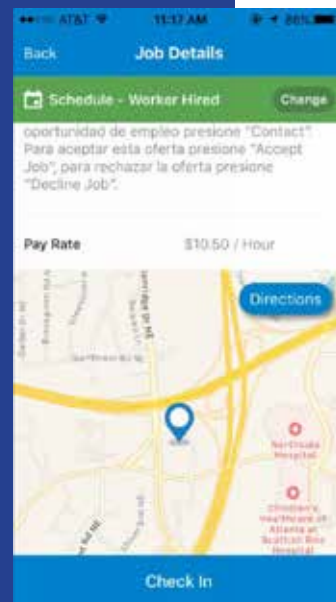 AT&T 11:17 AM 86%
Back Job Details
Schedule - Worker Hired Change
oportunidad de empleo presione "Contact".
Para aceptar esta oferta presione "Accept
Job", para rechazar la oferta presione
"Decline Job".
Pay Rate $10.50 / Hour
Directions
Northside
Hospital
Children's
Healthcare of
Atlanta at
Scottish Rite
Hospital
Check In